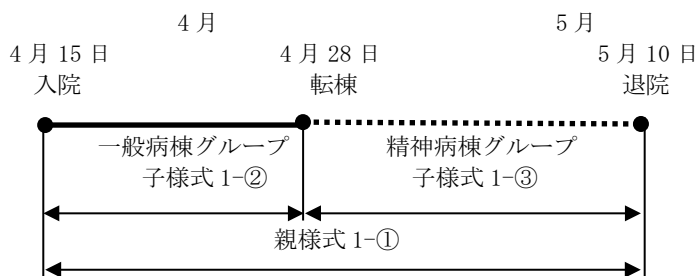 4月 5月
4月15日 4月28日 5月10日
入院 転棟 退院
一般病棟グループ 精神病棟グループ
子様式 1-② 子様式 1-③
親様式 1-①